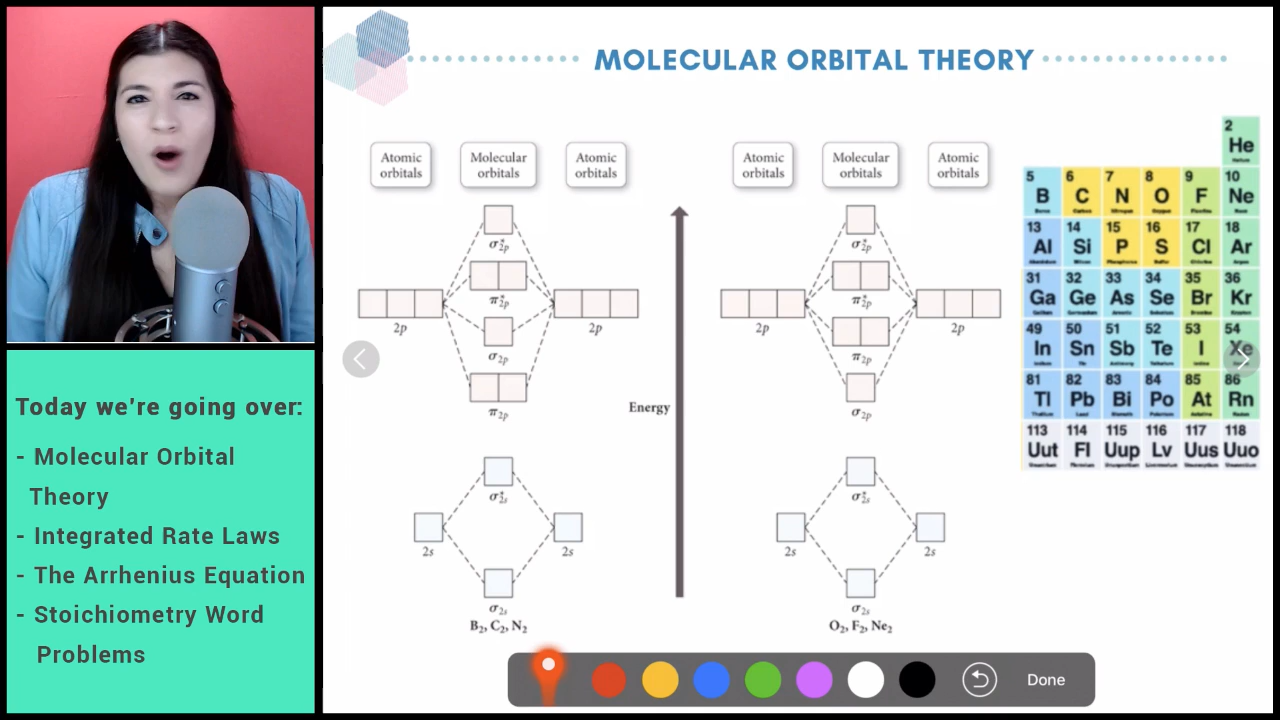 MOLECULAR ORBITAL THEORY
Atomic orbitals
Molecular orbitals
Atomic orbitals
σ*2p
π*2p
2p
2p
σ2p
π2p
σ*2s
2s
2s
σ2s
B2, C2, N2
Energy
Atomic orbitals
Molecular orbitals
Atomic orbitals
σ*2p
π*2p
2p
2p
π2p
σ2p
σ*2s
2s
2s
σ2s
O2, F2, Ne2
2
He
5 6 7 8 9 10
B C N O F Ne
13 14 15 16 17 18
Al Si P S Cl Ar
31 32 33 34 35 36
Ga Ge As Se Br Kr
49 50 51 52 53 54
In Sn Sb Te I Xe
81 82 83 84 85 86
Tl Pb Bi Po At Rn
113 114 115 116 117 118
Uut Fl Uup Lv Uus Uuo
Today we're going over:
- Molecular Orbital
Theory
- Integrated Rate Laws
- The Arrhenius Equation
- Stoichiometry Word
Problems
Done